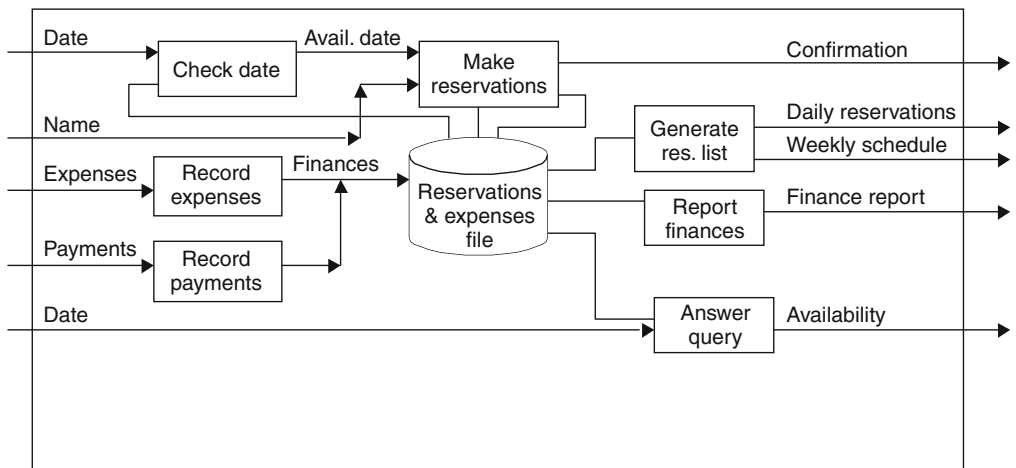 Date
Avail. date
Check date
Make
reservations
Confirmation
Name
Daily reservations
Generate
res. list
Weekly schedule
Expenses
Record
expenses
Finances
Reservations
& expenses
file
Report
finances
Finance report
Payments
Record
payments
Date
Answer
query
Availability